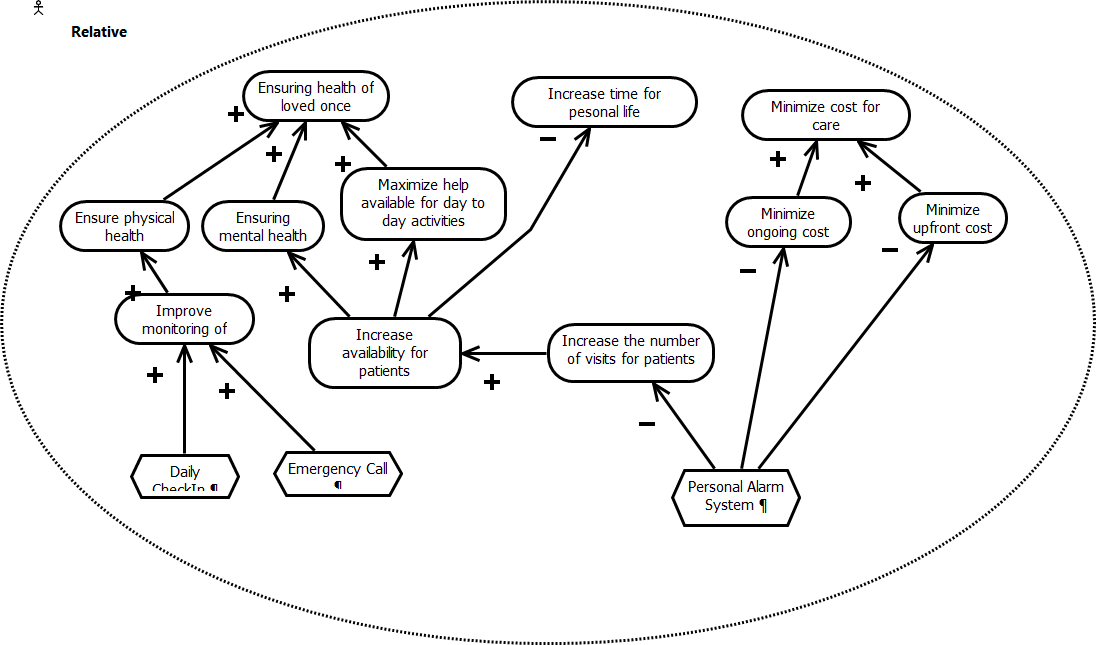 Relative
Ensuring health of
loved once
Increase time for
pesonal life
Minimize cost for
care
Maximize help
available for day to
day activities
Ensure physical
health
Ensuring
mental health
Minimize
ongoing cost
Minimize
upfront cost
Improve
monitoring of
Increase
availability for
patients
Increase the number
of visits for patients
Daily
CheckIn ¶
Emergency Call
¶
Personal Alarm
System ¶